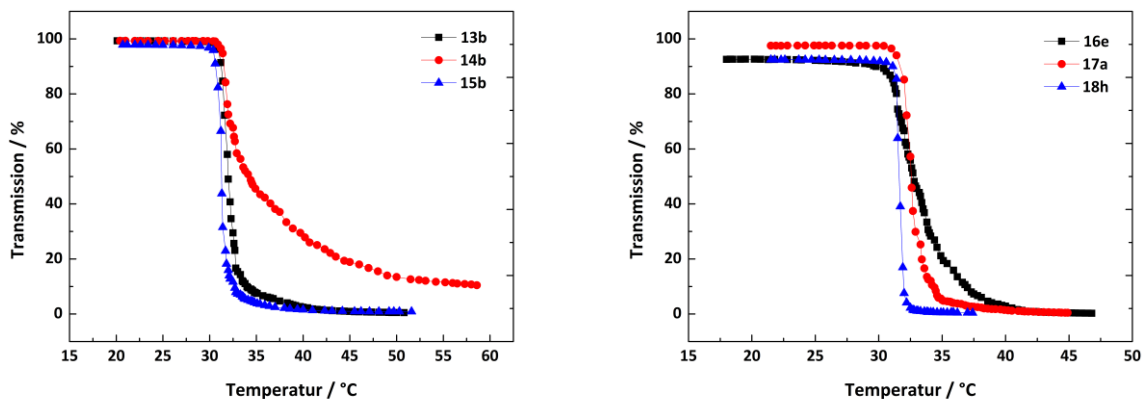 100
80
60
40
20
0
Transmission / %
15 20 25 30 35 40 45 50 55 60
Temperatur / °C
13b
14b
15b
100
80
60
40
20
0
Transmission / %
15 20 25 30 35 40 45 50
Temperatur / °C
16e
17a
18h